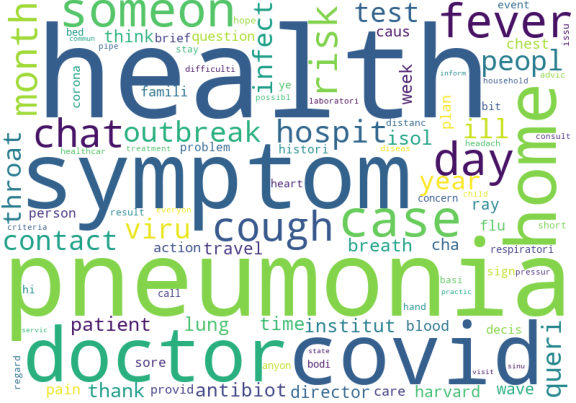 someon
hope
event
bed
commun
think
brief
question
infect
risk
test
caus
fever
issu
month
health
pipe
stay
corona
difficulti
ye
possibl
laboratori
week
peopl
chest
inform
household
advic
famili
distanc
plan
bit
home
chat
outbreak
hospit
isol
ill
consult
throat
healthcar
treatment
problem
histori
diseas
headach
symptom
heart
day
year
concern
child
person
result
everyon
viru
cough
case
ray
flu
short
criteria
contact
action
travel
breath
cha
respiratori
hi
call
pneumonia
basi
sign
pressur
practic
hand
servic
patient
lung
time
institut
blood
decis
queri
doctor
covid
sore
anyon
state
bodi
visit
sinu
regard
pain
thank
provid
antibiot
director
care
harvard
wave